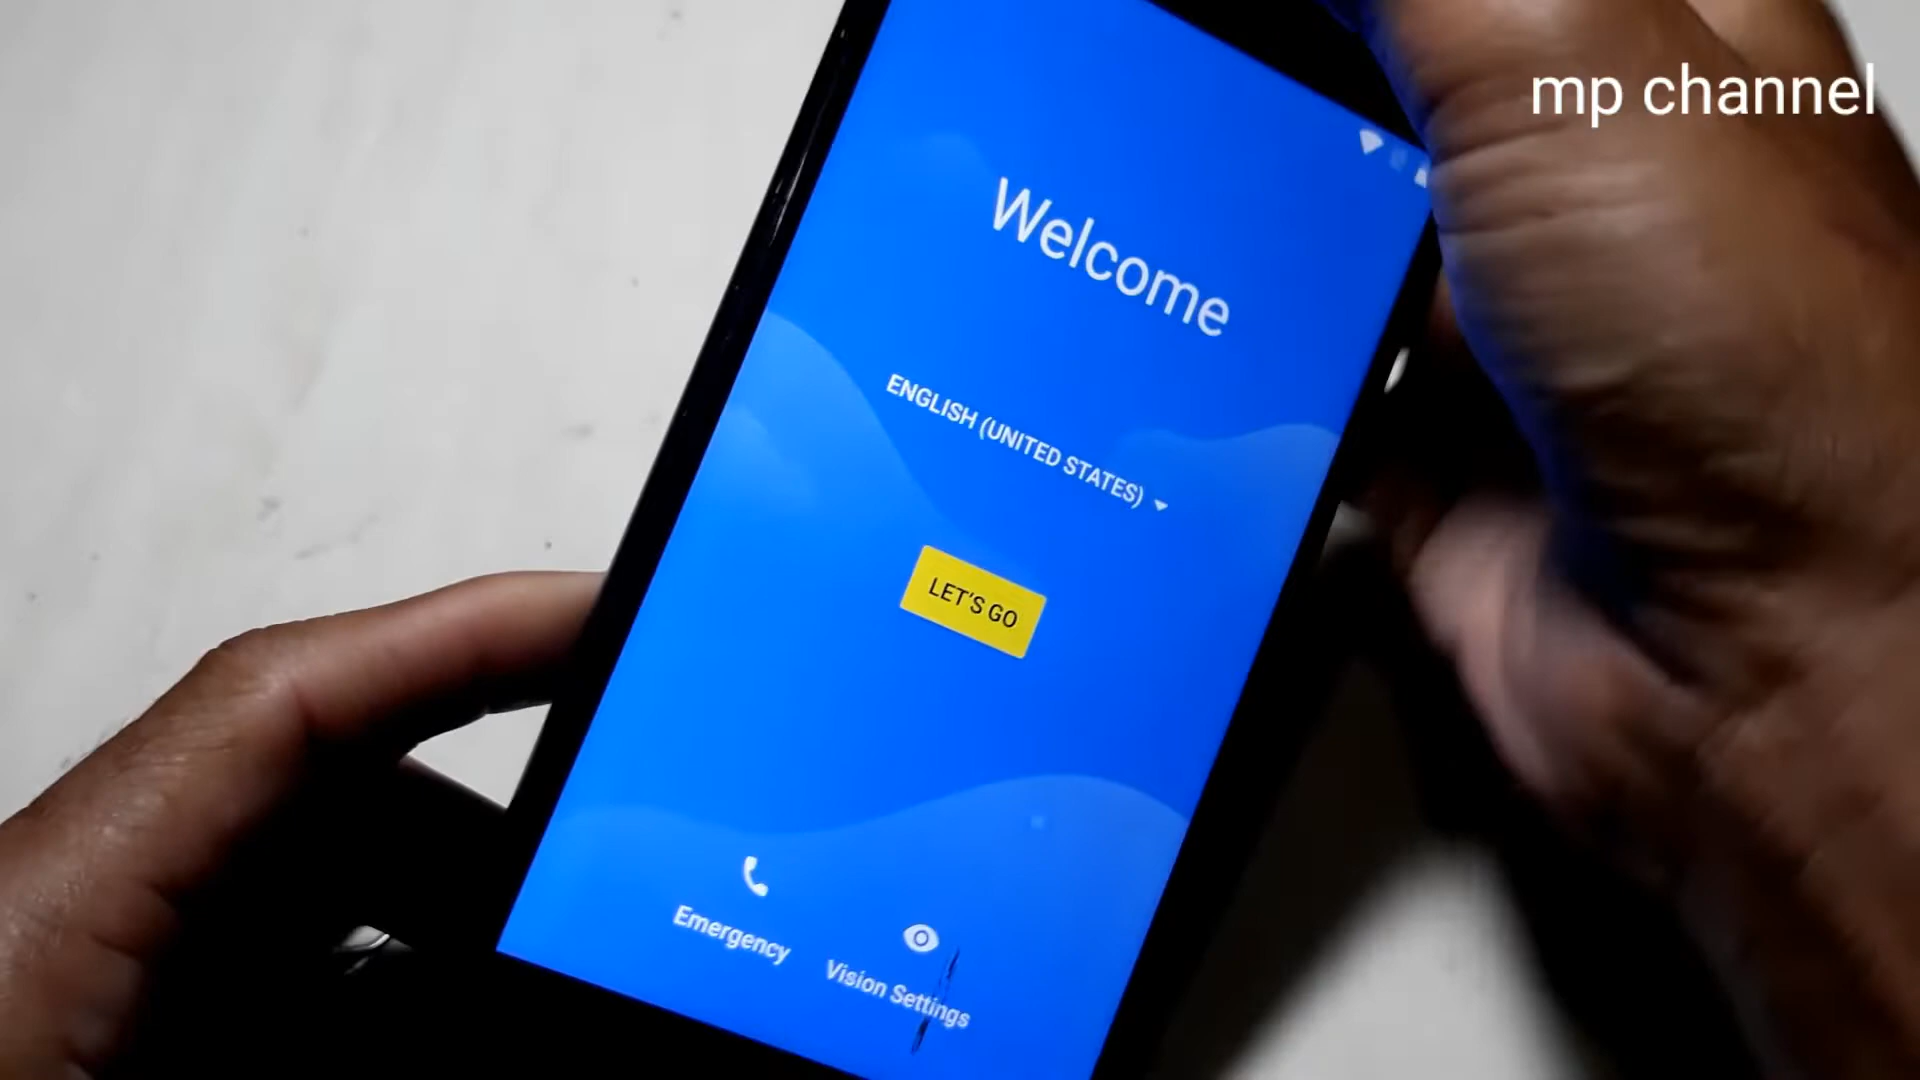 mp channel
Welcome
ENGLISH (UNITED STATES)
LET'S GO
Emergency
Vision Settings